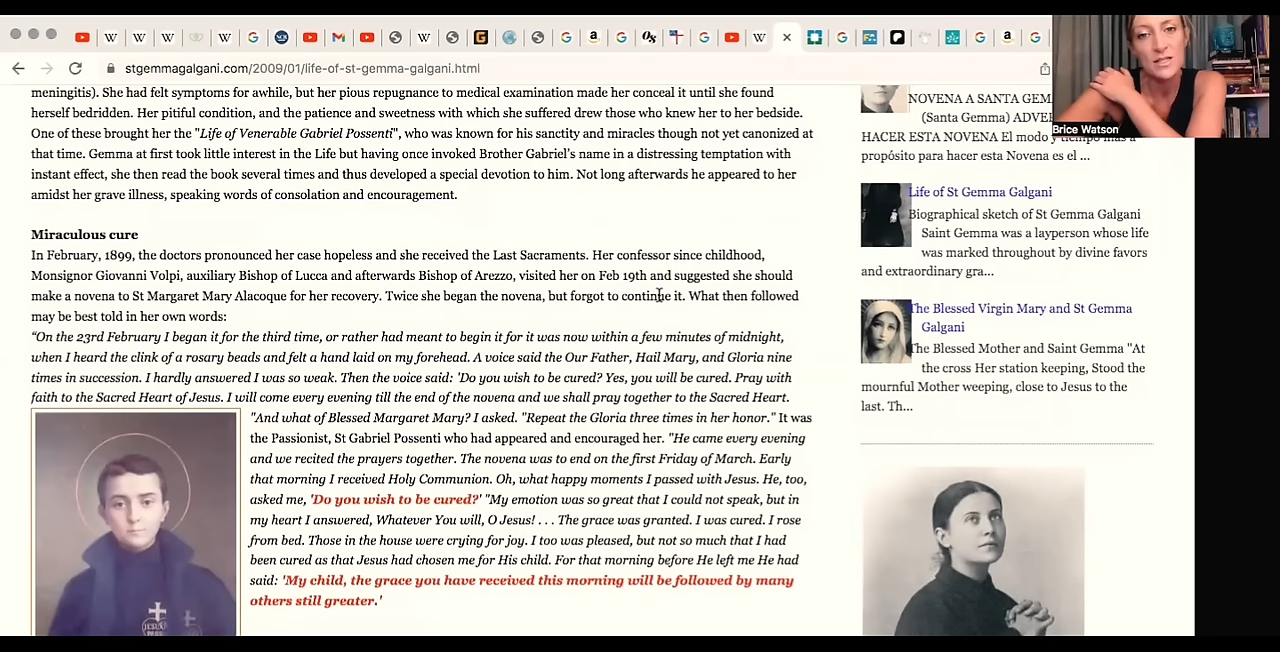 stgemmagalgani.com/2009/01/life-of-st-gemma-galgani.html
Brice Watson
meningitis). She had felt symptoms for awhile, but her pious repugnance to medical examination made her conceal it until she found
herself bedridden. Her pitiful condition, and the patience and sweetness with which she suffered drew those who knew her to her bedside.
One of these brought her the "Life of Venerable Gabriel Possenti", who was known for his sanctity and miracles though not yet canonized at
that time. Gemma at first took little interest in the Life but having once invoked Brother Gabriel's name in a distressing temptation with
instant effect, she then read the book several times and thus developed a special devotion to him. Not long afterwards he appeared to her
amidst her grave illness, speaking words of consolation and encouragement.
Miraculous cure
In February, 1899, the doctors pronounced her case hopeless and she received the Last Sacraments. Her confessor since childhood,
Monsignor Giovanni Volpi, auxiliary Bishop of Lucca and afterwards Bishop of Arezzo, visited her on Feb 19th and suggested she should
make a novena to St Margaret Mary Alacoque for her recovery. Twice she began the novena, but forgot to continue it. What then followed
may be best told in her own words:
“On the 23rd February I began it for the third time, or rather had meant to begin it for it was now within a few minutes of midnight,
when I heard the clink of a rosary beads and felt a hand laid on my forehead. A voice said the Our Father, Hail Mary, and Gloria nine
times in succession. I hardly answered I was so weak. Then the voice said: 'Do you wish to be cured? Yes, you will be cured. Pray with
faith to the Sacred Heart of Jesus. I will come every evening till the end of the novena and we shall pray together to the Sacred Heart.
"And what of Blessed Margaret Mary? I asked. "Repeat the Gloria three times in her honor." It was
the Passionist, St Gabriel Possenti who had appeared and encouraged her. "He came every evening
and we recited the prayers together. The novena was to end on the first Friday of March. Early
that morning I received Holy Communion. Oh, what happy moments I passed with Jesus. He, too,
asked me, 'Do you wish to be cured?' "My emotion was so great that I could not speak, but in
my heart I answered, Whatever You will, O Jesus! . . . The grace was granted. I was cured. I rose
from bed. Those in the house were crying for joy. I too was pleased, but not so much that I had
been cured as that Jesus had chosen me for His child. For that morning before He left me He had
said: 'My child, the grace you have received this morning will be followed by many
others still greater.'
NOVENA A SANTA
(Santa Gemma)
HACER ESTA NOVENA El modo y tiempo más a
propósito para hacer esta Novena es el ...
Life of St Gemma Galgani
Biographical sketch of St Gemma Galgani
Saint Gemma was a layperson whose life
was marked throughout by divine favors
and extraordinary gra...
The Blessed Virgin Mary and St Gemma
Galgani
The Blessed Mother and Saint Gemma "At
the cross Her station keeping, Stood the
mournful Mother weeping, close to Jesus to the
last. Th...